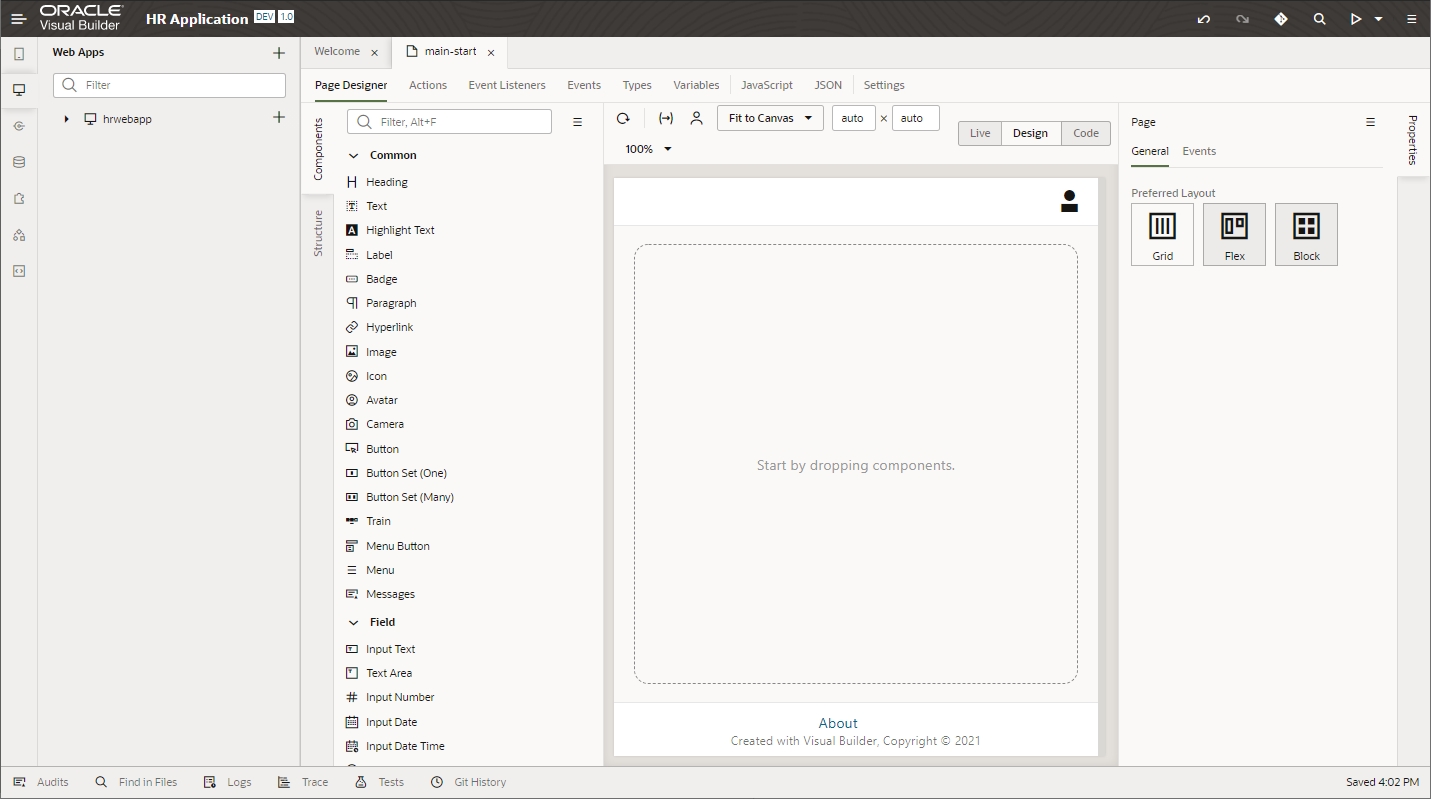 ORACLE
Visual Builder
HR Application DEV 1.0
Web Apps
Filter
hrwebapp
Welcome
main-start
Page Designer Actions Event Listeners Events Types Variables JavaScript JSON Settings
Components
Structure
Filter, Alt+F
Common
Heading
Text
Highlight Text
Label
Badge
Paragraph
Hyperlink
Image
Icon
Avatar
Camera
Button
Button Set (One)
Button Set (Many)
Train
Menu Button
Menu
Messages
Field
Input Text
Text Area
Input Number
Input Date
Input Date Time
Fit to Canvas auto × auto
Live Design Code
100%
Start by dropping components.
About
Created with Visual Builder, Copyright © 2021
Page
General Events
Preferred Layout
Grid Flex Block
Properties
Audits Find in Files Logs Trace Tests Git History
Saved 4:02 PM